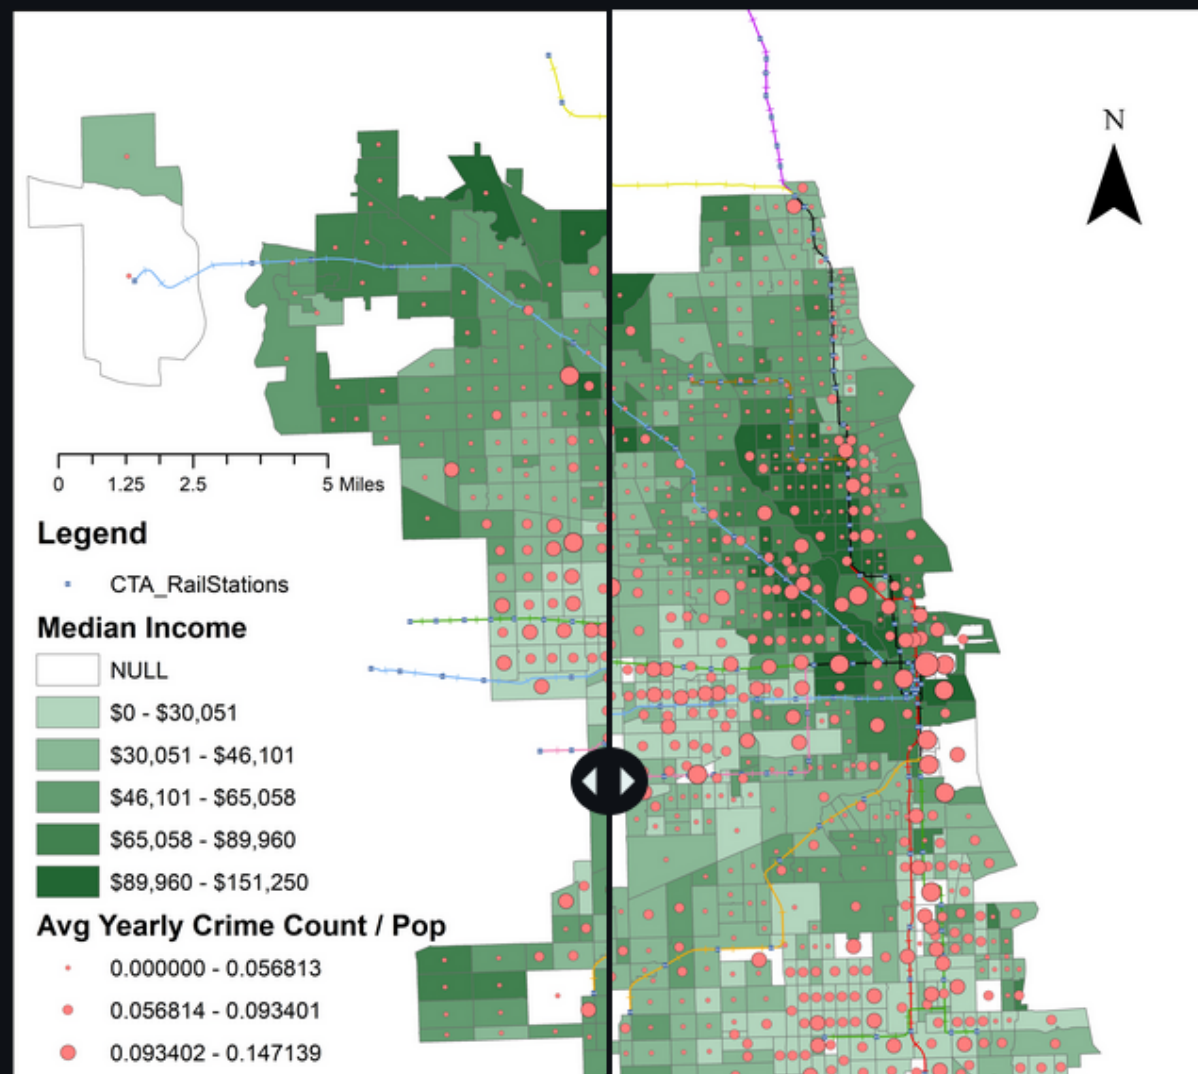 N
0 1.25 2.5 5 Miles
Legend
CTA_RailStations
Median Income
NULL
$0 - $30,051
$30,051 - $46,101
$46,101 - $65,058
$65,058 - $89,960
$89,960 - $151,250
Avg Yearly Crime Count / Pop
0.000000 - 0.056813
0.056814 - 0.093401
0.093402 - 0.147139